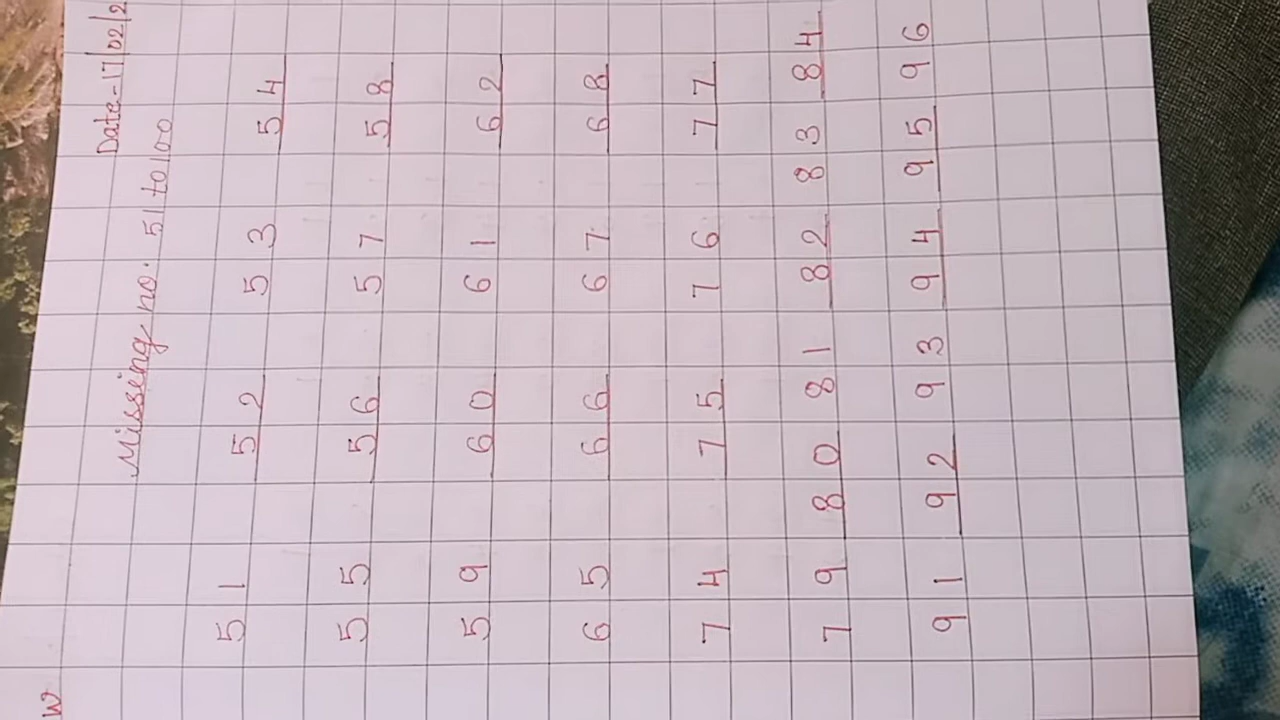 Date-17/02/2
Missing no. 51 to 100
51 52 53 54
55 56 57 58
59 60 61 62
65 66 67 68
74 75 76 77
79 80 81 82 83 84
91 92 93 94 95 96